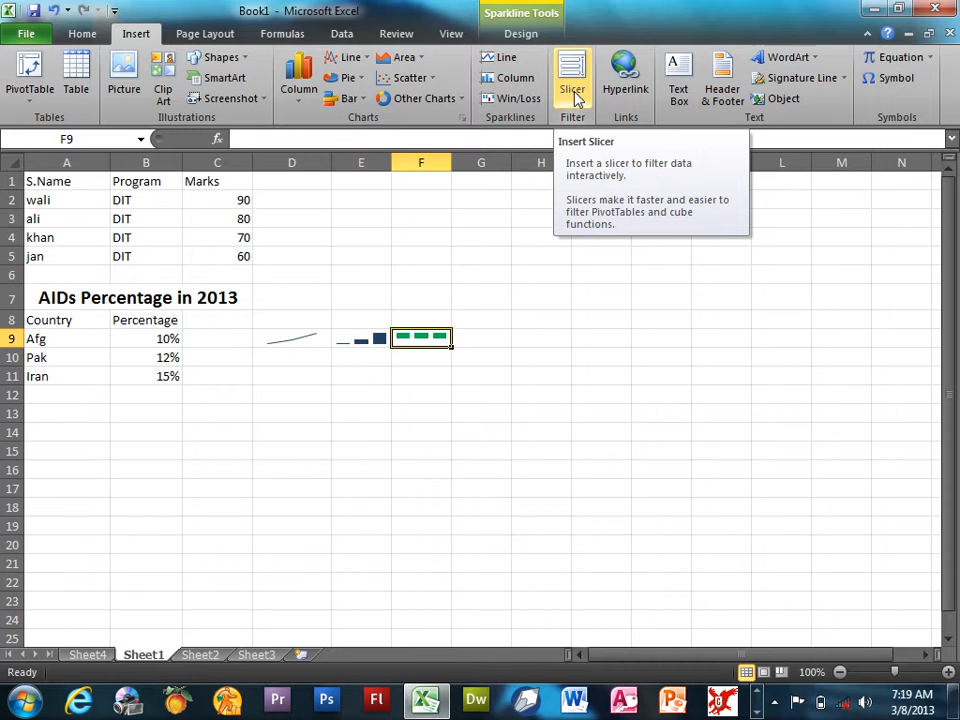 Book1 - Microsoft Excel
Sparkline Tools
File Home Insert Page Layout Formulas Data Review View Design
PivotTable Table
Tables
Picture Clip Art
Shapes
SmartArt
Screenshot
Illustrations
Column
Line
Pie
Bar
Area
Scatter
Other Charts
Charts
Line
Column
Win/Loss
Sparklines
Slicer
Filter
Hyperlink
Links
Text Box
Header & Footer
WordArt
Signature Line
Object
Text
Equation
Symbol
Symbols
F9 fx
Insert Slicer
Insert a slicer to filter data
interactively.
Slicers make it faster and easier to
filter PivotTables and cube
functions.
A B C D E F G H L M N
1 S.Name Program Marks
2 wali DIT 90
3 ali DIT 80
4 khan DIT 70
5 jan DIT 60
6
7 AIDs Percentage in 2013
8 Country Percentage
9 Afg 10%
10 Pak 12%
11 Iran 15%
12
13
14
15
16
17
18
19
20
21
22
23
24
25
Sheet4 Sheet1 Sheet2 Sheet3
Ready 100%
Pr Ps Fl Dw
7:19 AM
3/8/2013